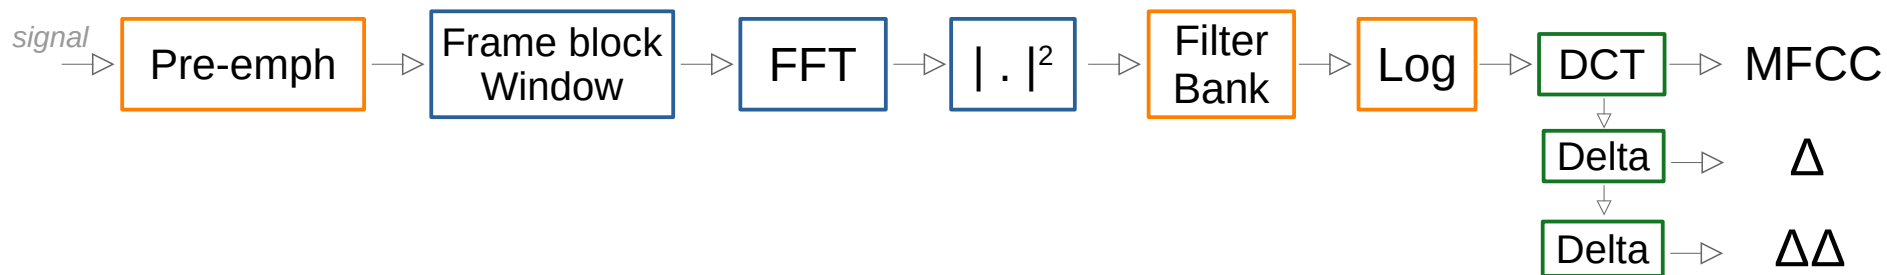 signal
Pre-emph
Frame block
Window
FFT
| . |²
Filter
Bank
Log
DCT
MFCC
Delta
Δ
Delta
ΔΔ